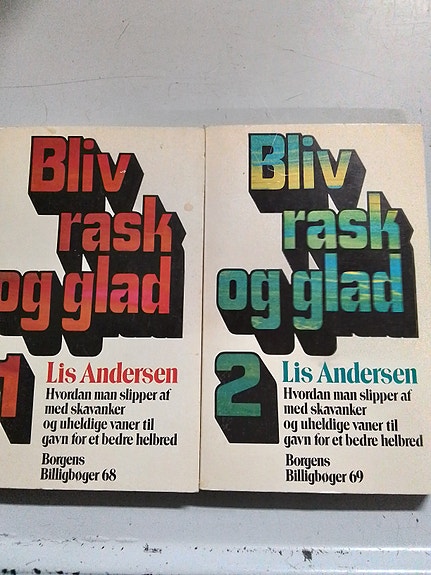 Bliv
rask
og glad
1
Lis Andersen
Hvordan man slipper af
med skavanker
og uheldige vaner til
gavn for et bedre helbred
Borgens
Billigbøger 68
Bliv
rask
og glad
2
Lis Andersen
Hvordan man slipper af
med skavanker
og uheldige vaner til
gavn for et bedre helbred
Borgens
Billigbøger 69